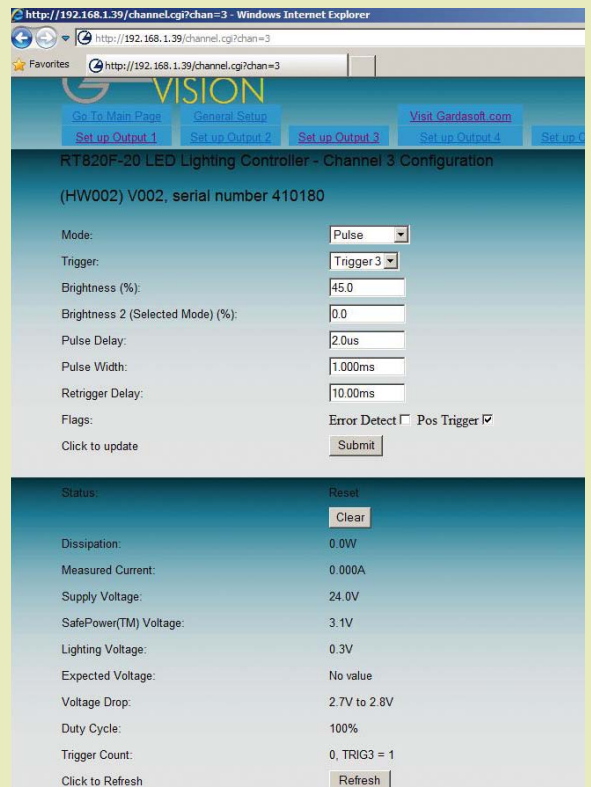 http://192.168.1.39/channel.cgi?chan=3 - Windows Internet Explorer
http://192.168.1.39/channel.cgi?chan=3
Favorites http://192.168.1.39/channel.cgi?chan=3
VISION
Go To Main Page General Setup Visit Gardasoft.com
Set up Output 1 Set up Output 2 Set up Output 3 Set up Output 4 Set up O
RT820F-20 LED Lighting Controller - Channel 3 Configuration
(HW002) V002, serial number 410180
Mode: Pulse
Trigger: Trigger 3
Brightness (%): 45.0
Brightness 2 (Selected Mode) (%): 0.0
Pulse Delay: 2.0us
Pulse Width: 1.000ms
Retrigger Delay: 10.00ms
Flags: Error Detect Pos Trigger
Click to update Submit
Status: Reset
Clear
Dissipation: 0.0W
Measured Current: 0.000A
Supply Voltage: 24.0V
SafePower(TM) Voltage: 3.1V
Lighting Voltage: 0.3V
Expected Voltage: No value
Voltage Drop: 2.7V to 2.8V
Duty Cycle: 100%
Trigger Count: 0, TRIG3 = 1
Click to Refresh Refresh